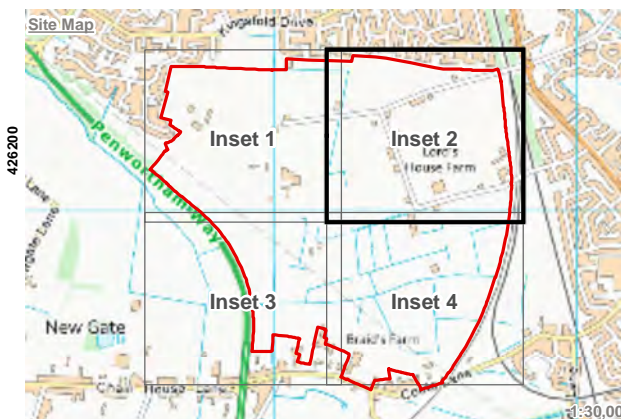 Site Map
Kingsfold Drive
426200
Penwortham Way
Inset 1
Inset 2
Lord's
House Farm
Lane
Inset 3
Inset 4
New Gate
Braid's Farm
Chain House Lane
1:30,00